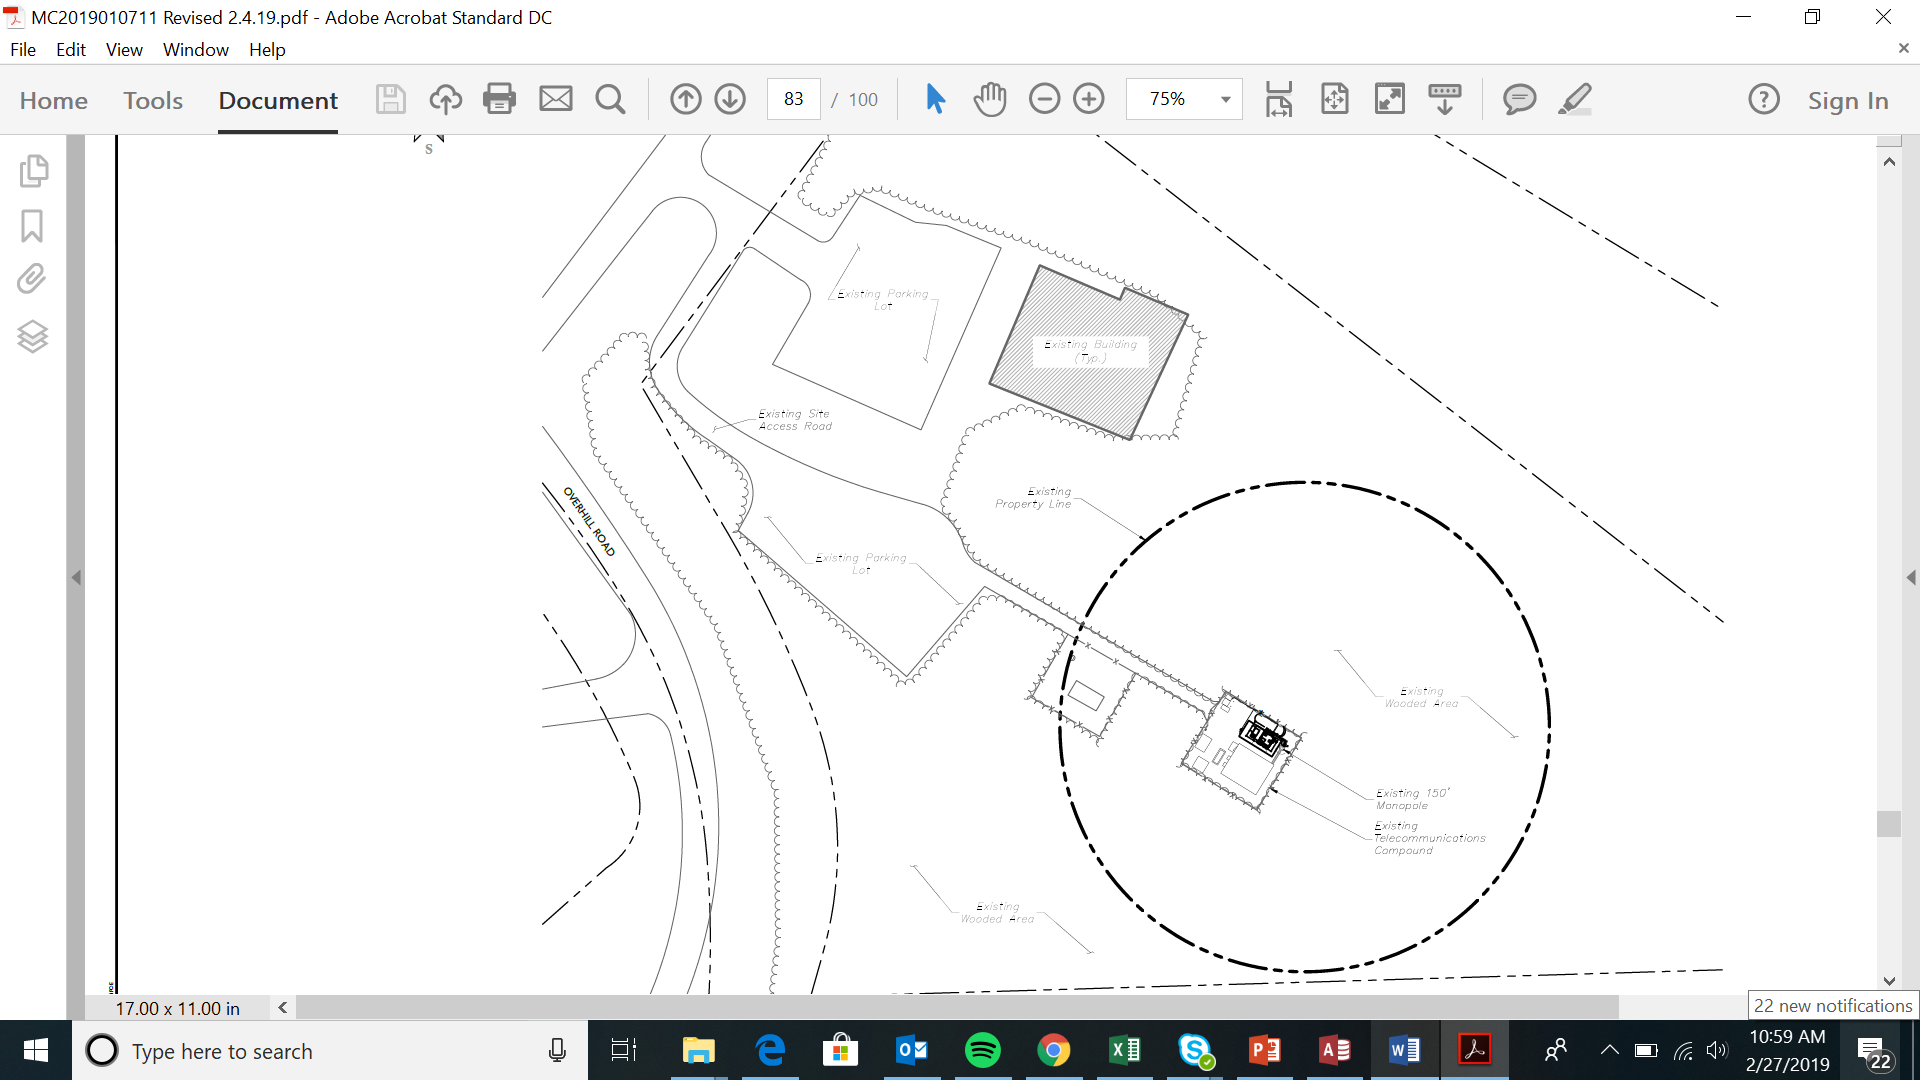 MC2019010711 Revised 2.4.19.pdf - Adobe Acrobat Standard DC
File Edit View Window Help
Home Tools Document 83 / 100 75% Sign In
S
Existing Parking
Lot
Existing Building
(Typ.)
Existing Site
Access Road
Existing
Property Line
OVERHILL ROAD
Existing Parking
Lot
Existing
Wooded Area
Existing 150'
Monopole
Existing
Telecommunications
Compound
Existing
Wooded Area
17.00 x 11.00 in
22 new notifications
Type here to search
10:59 AM
2/27/2019
22